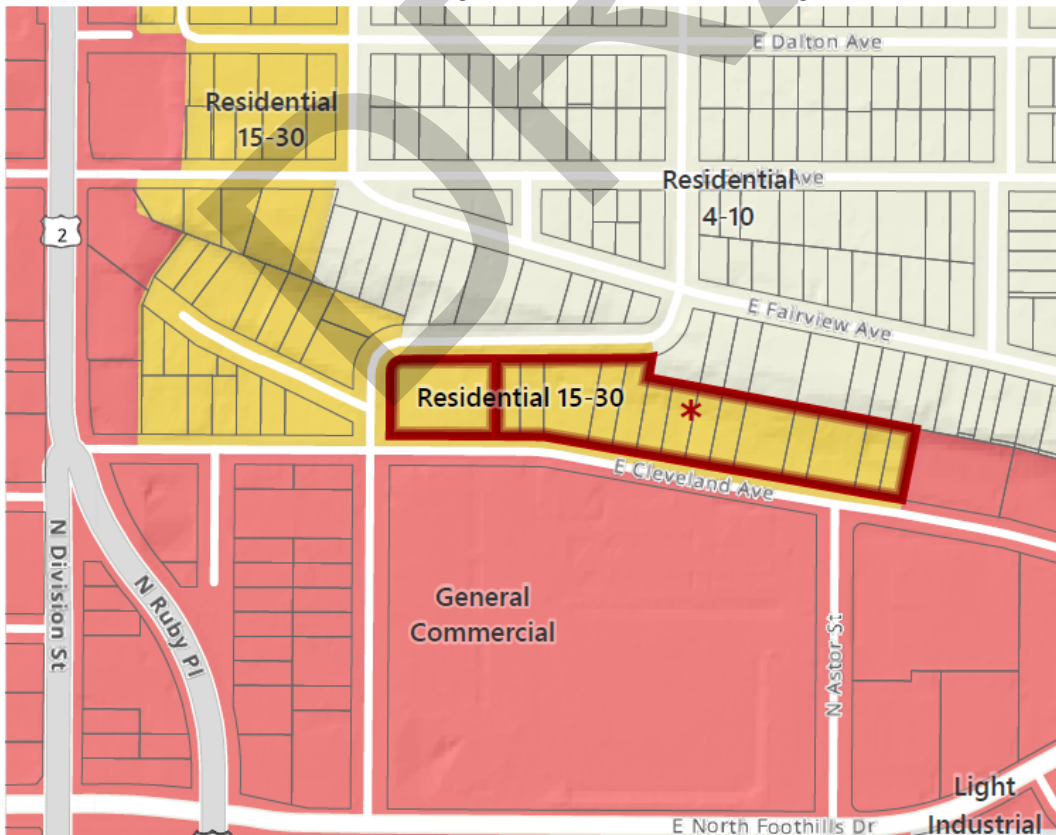 E Dalton Ave
Residential
15-30
Residential
Ave
4-10
2
E Fairview Ave
Residential 15-30
*
E Cleveland Ave
N Division St
N Ruby Pl
General
Commercial
N Astor St
Light
Industrial
E North Foothills Dr